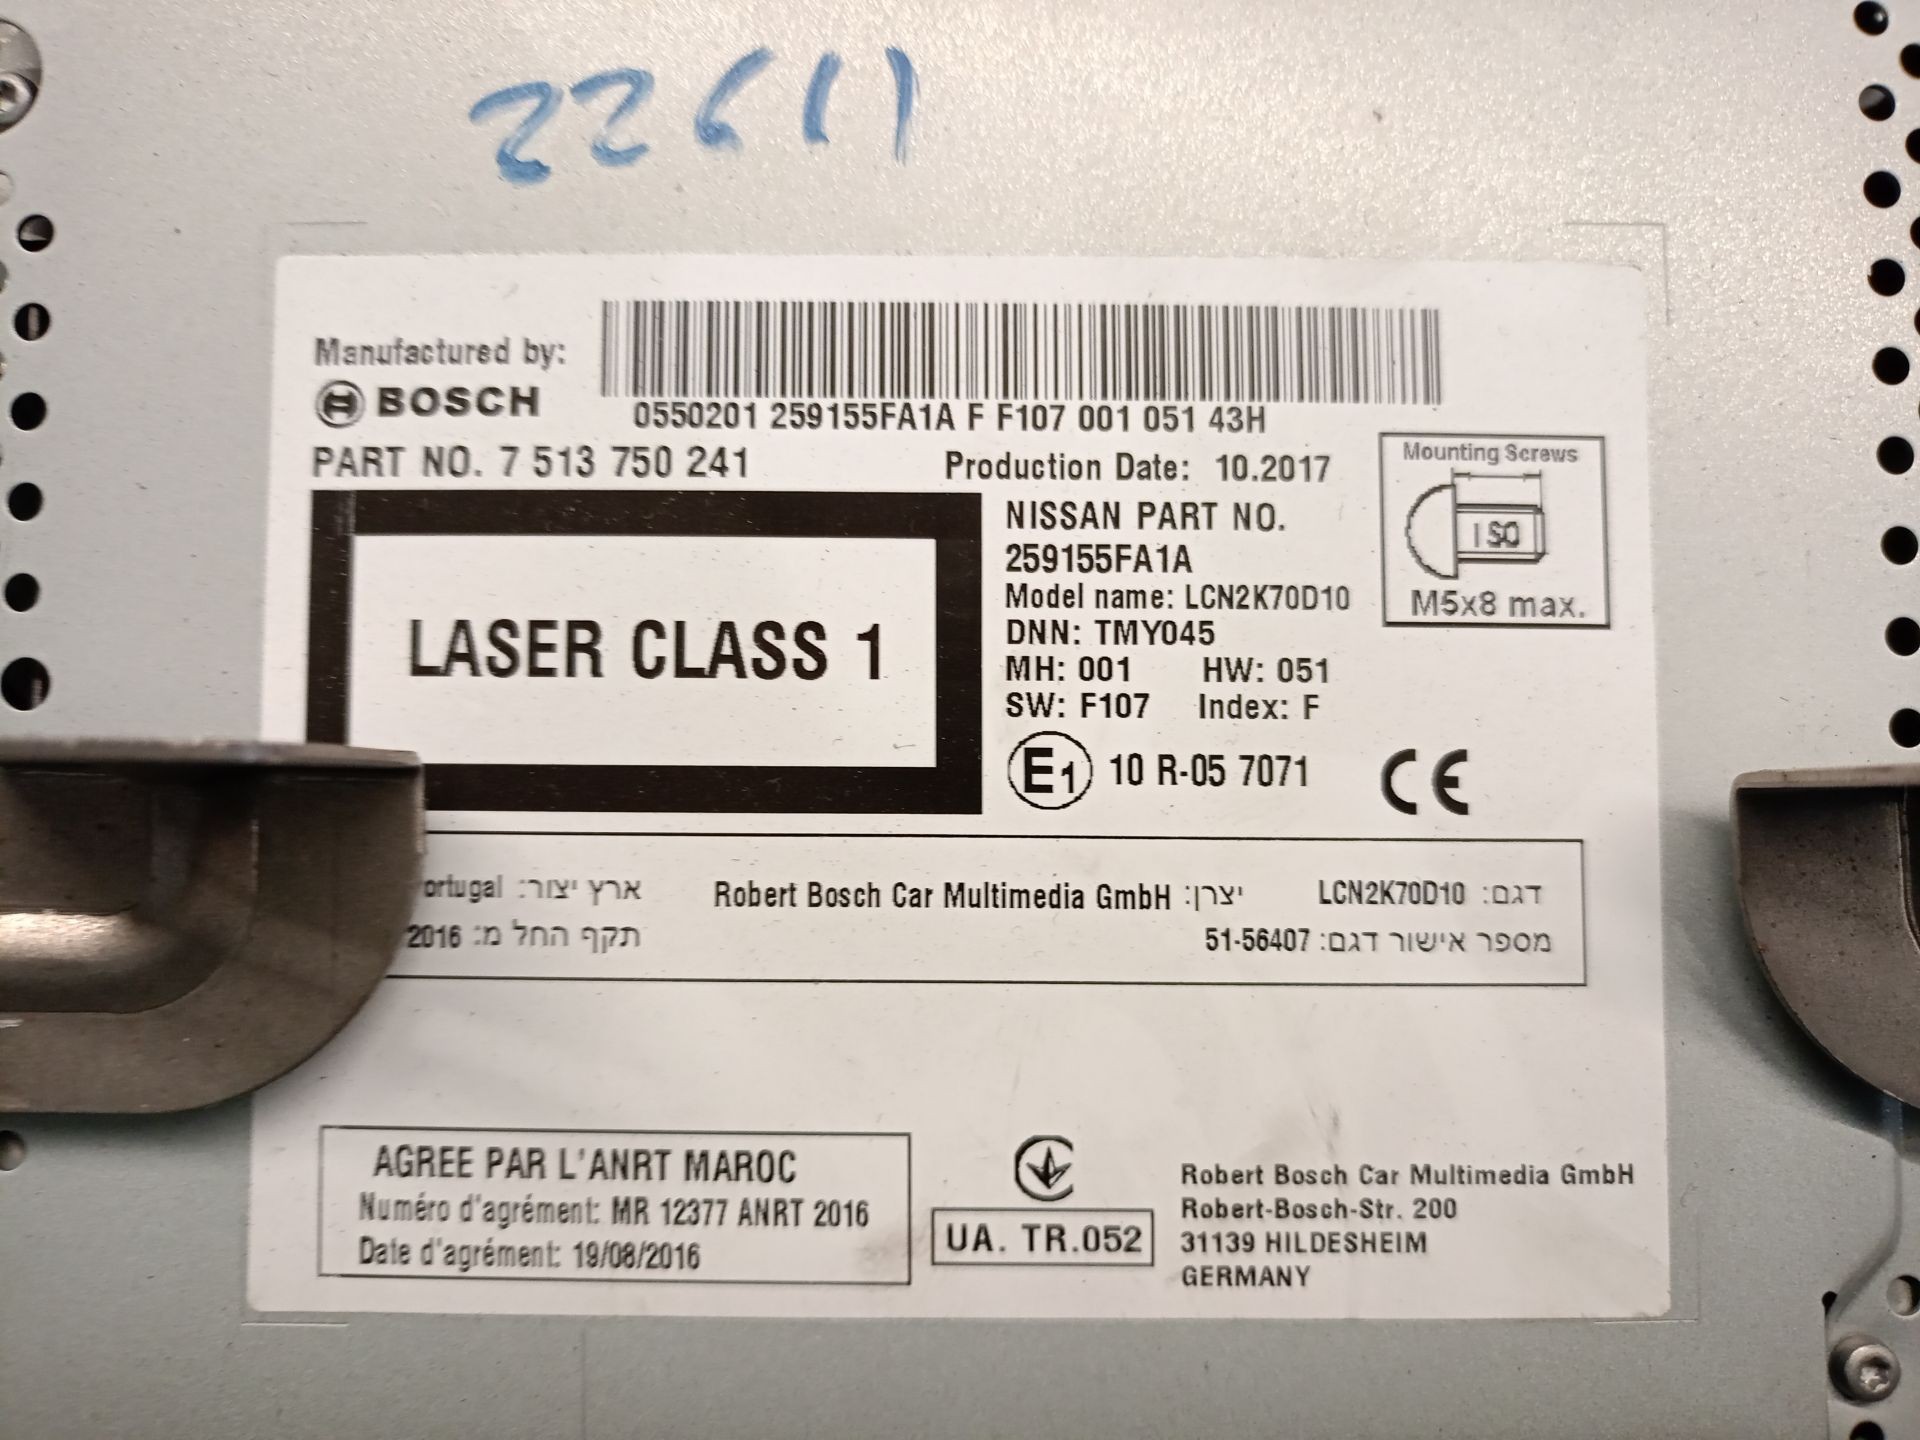 22611
Manufactured by:
BOSCH
0550201 259155FA1A F F107 001 051 43H
PART NO. 7 513 750 241
Production Date: 10.2017
Mounting Screws
ISO
M5x8 max.
LASER CLASS 1
NISSAN PART NO.
259155FA1A
Model name: LCN2K70D10
DNN: TMY045
MH: 001 HW: 051
SW: F107 Index: F
E1 10 R-05 7071 CE
דגם: LCN2K70D10 יצרן: Robert Bosch Car Multimedia GmbH ארץ יצור: ortugal
מספר אישור דגם: 51-56407 תקף החל מ: 2016
AGREE PAR L'ANRT MAROC
Numéro d'agrément: MR 12377 ANRT 2016
Date d'agrément: 19/08/2016
UA. TR.052
Robert Bosch Car Multimedia GmbH
Robert-Bosch-Str. 200
31139 HILDESHEIM
GERMANY